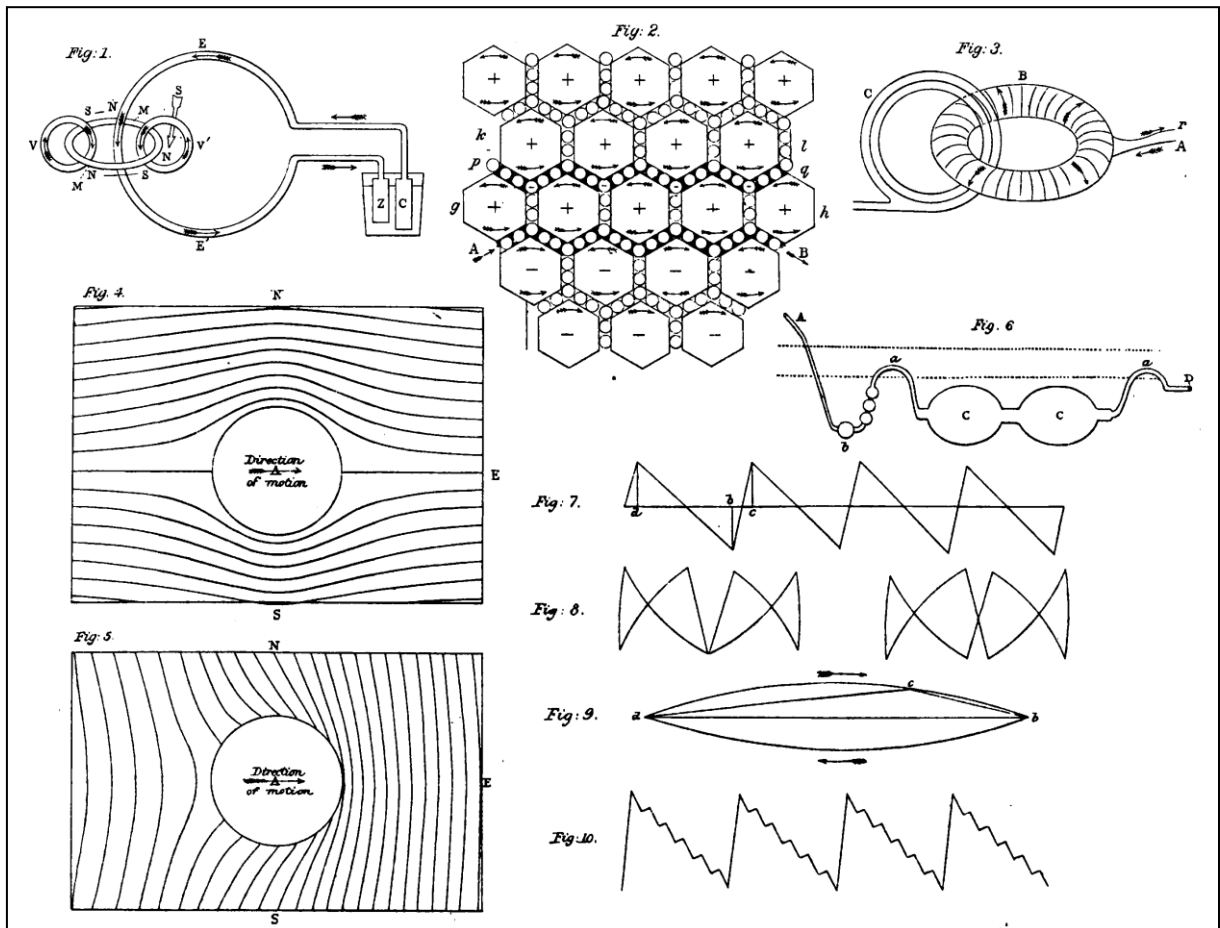 Fig: 1.
E
S
N
M
S
V
V'
N
M
N
S
Z
C
E'
Fig: 2.
+ + + + +
k
+ + + +
l
p
q
g
+ + + + +
h
A
B
- - - -
- - -
Fig: 3.
C
B
r
A
Fig. 4.
N
Direction
A
of motion
E
S
Fig: 5.
N
Direction
A
of motion
E
S
Fig. 6
A
a
a
D
C
C
b
Fig: 7.
a
b
c
Fig: 8.
Fig: 9.
a
c
b
Fig: 10.